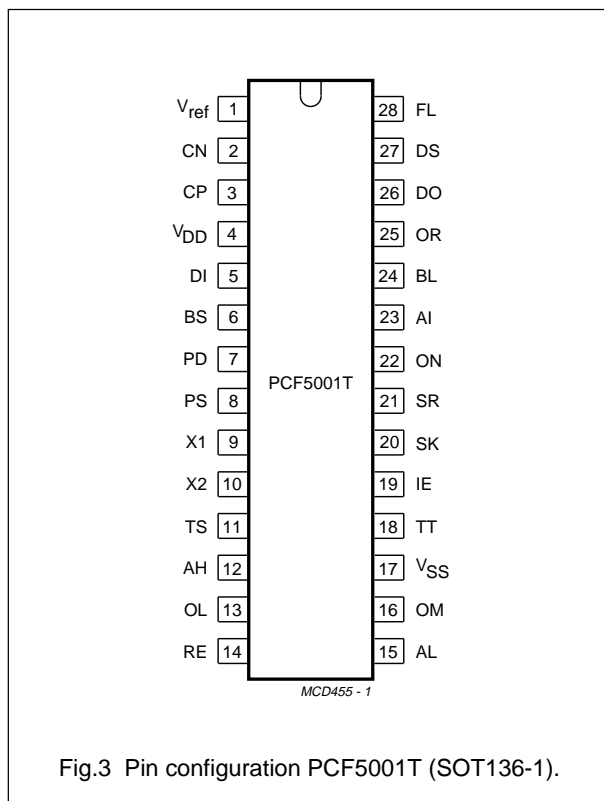 Vref 1 28 FL
CN 2 27 DS
CP 3 26 DO
VDD 4 25 OR
DI 5 24 BL
BS 6 23 AI
PD 7 22 ON
PCF5001T
PS 8 21 SR
X1 9 20 SK
X2 10 19 IE
TS 11 18 TT
AH 12 17 VSS
OL 13 16 OM
RE 14 15 AL
MCD455 - 1
Fig.3 Pin configuration PCF5001T (SOT136-1).